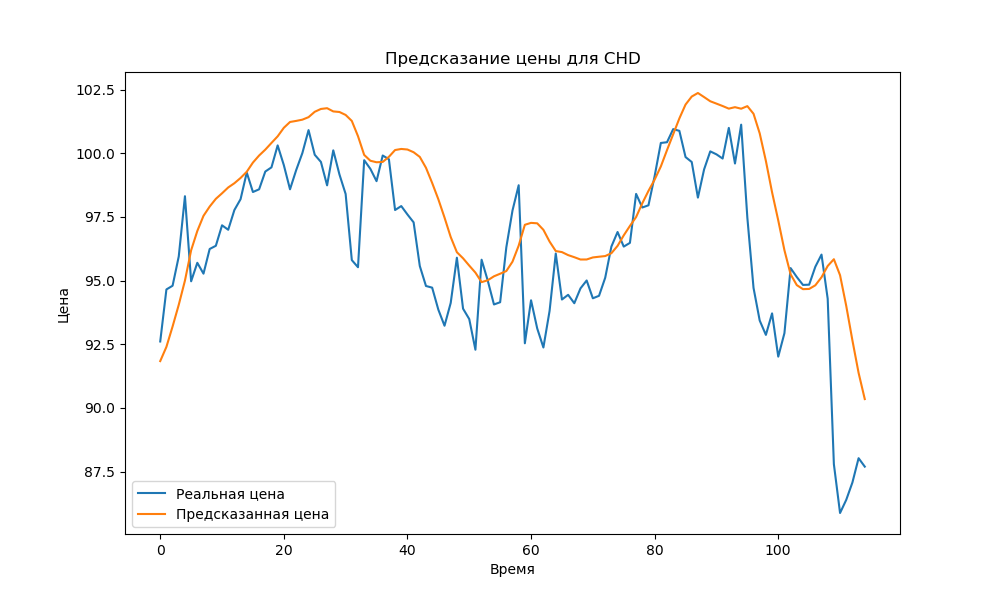 Предсказание цены для CHD
102.5
100.0
97.5
95.0
92.5
90.0
87.5
Цена
Реальная цена
Предсказанная цена
0 20 40 60 80 100
Время